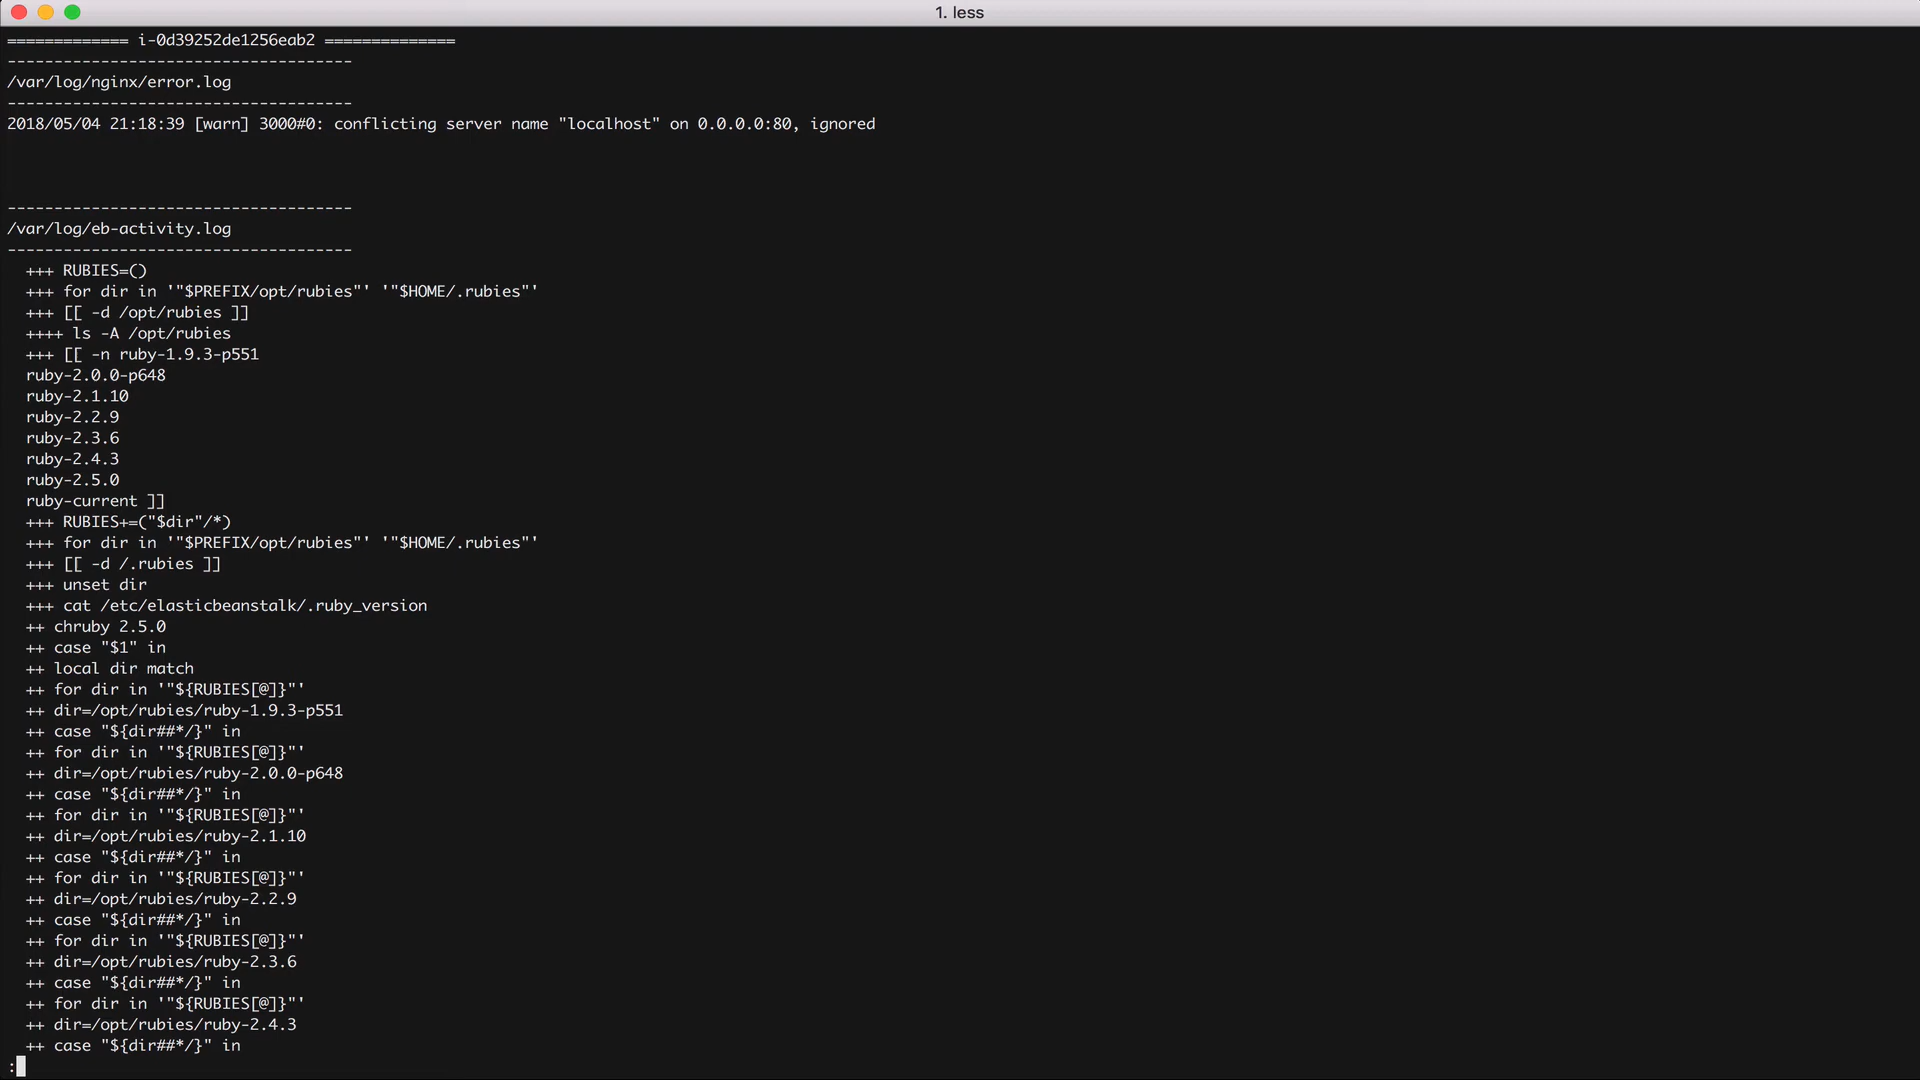 1. less
============= i-0d39252de1256eab2 ==============
-------------------------------------
/var/log/nginx/error.log
-------------------------------------
2018/05/04 21:18:39 [warn] 3000#0: conflicting server name "localhost" on 0.0.0.0:80, ignored
-------------------------------------
/var/log/eb-activity.log
-------------------------------------
+++ RUBIES=()
+++ for dir in '"$PREFIX/opt/rubies"' '"$HOME/.rubies"'
+++ [[ -d /opt/rubies ]]
++++ ls -A /opt/rubies
+++ [[ -n ruby-1.9.3-p551
ruby-2.0.0-p648
ruby-2.1.10
ruby-2.2.9
ruby-2.3.6
ruby-2.4.3
ruby-2.5.0
ruby-current ]]
+++ RUBIES+=("$dir"/*)
+++ for dir in '"$PREFIX/opt/rubies"' '"$HOME/.rubies"'
+++ [[ -d /.rubies ]]
+++ unset dir
+++ cat /etc/elasticbeanstalk/.ruby_version
++ chruby 2.5.0
++ case "$1" in
++ local dir match
++ for dir in '"${RUBIES[@]}"'
++ dir=/opt/rubies/ruby-1.9.3-p551
++ case "${dir##*/}" in
++ for dir in '"${RUBIES[@]}"'
++ dir=/opt/rubies/ruby-2.0.0-p648
++ case "${dir##*/}" in
++ for dir in '"${RUBIES[@]}"'
++ dir=/opt/rubies/ruby-2.1.10
++ case "${dir##*/}" in
++ for dir in '"${RUBIES[@]}"'
++ dir=/opt/rubies/ruby-2.2.9
++ case "${dir##*/}" in
++ for dir in '"${RUBIES[@]}"'
++ dir=/opt/rubies/ruby-2.3.6
++ case "${dir##*/}" in
++ for dir in '"${RUBIES[@]}"'
++ dir=/opt/rubies/ruby-2.4.3
++ case "${dir##*/}" in
: